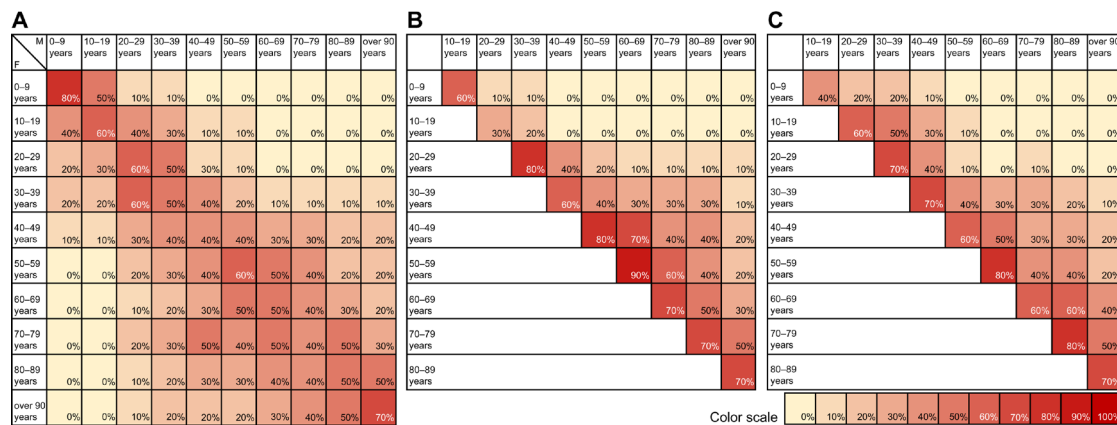 A
M
F
0–9 years 10–19 years 20–29 years 30–39 years 40–49 years 50–59 years 60–69 years 70–79 years 80–89 years over 90 years
0–9 years 80% 50% 10% 10% 0% 0% 0% 0% 0% 0%
10–19 years 40% 60% 40% 30% 10% 10% 0% 0% 0% 0%
20–29 years 20% 30% 60% 50% 30% 10% 0% 0% 0% 0%
30–39 years 20% 20% 60% 50% 40% 20% 10% 10% 10% 10%
40–49 years 10% 10% 30% 40% 40% 40% 30% 30% 20% 20%
50–59 years 0% 0% 20% 30% 40% 60% 50% 40% 20% 20%
60–69 years 0% 0% 10% 20% 30% 50% 50% 40% 30% 30%
70–79 years 0% 0% 20% 30% 50% 40% 50% 40% 50% 30%
80–89 years 0% 0% 10% 20% 30% 30% 40% 40% 50% 50%
over 90 years 0% 0% 10% 20% 20% 20% 30% 40% 50% 70%
B
10–19 years 20–29 years 30–39 years 40–49 years 50–59 years 60–69 years 70–79 years 80–89 years over 90 years
0–9 years 60% 10% 10% 0% 0% 0% 0% 0% 0%
10–19 years 30% 20% 0% 0% 0% 0% 0% 0%
20–29 years 80% 40% 20% 10% 10% 10% 10%
30–39 years 60% 40% 30% 30% 30% 10%
40–49 years 80% 70% 40% 40% 20%
50–59 years 90% 60% 40% 20%
60–69 years 70% 50% 30%
70–79 years 70% 50%
80–89 years 70%
C
10–19 years 20–29 years 30–39 years 40–49 years 50–59 years 60–69 years 70–79 years 80–89 years over 90 years
0–9 years 40% 20% 20% 10% 0% 0% 0% 0% 0%
10–19 years 60% 50% 30% 10% 0% 0% 0% 0%
20–29 years 70% 40% 10% 0% 10% 0% 0%
30–39 years 70% 40% 30% 30% 20% 10%
40–49 years 60% 50% 30% 30% 20%
50–59 years 80% 40% 40% 20%
60–69 years 60% 60% 40%
70–79 years 80% 50%
80–89 years 70%
Color scale 0% 10% 20% 30% 40% 50% 60% 70% 80% 90% 100%